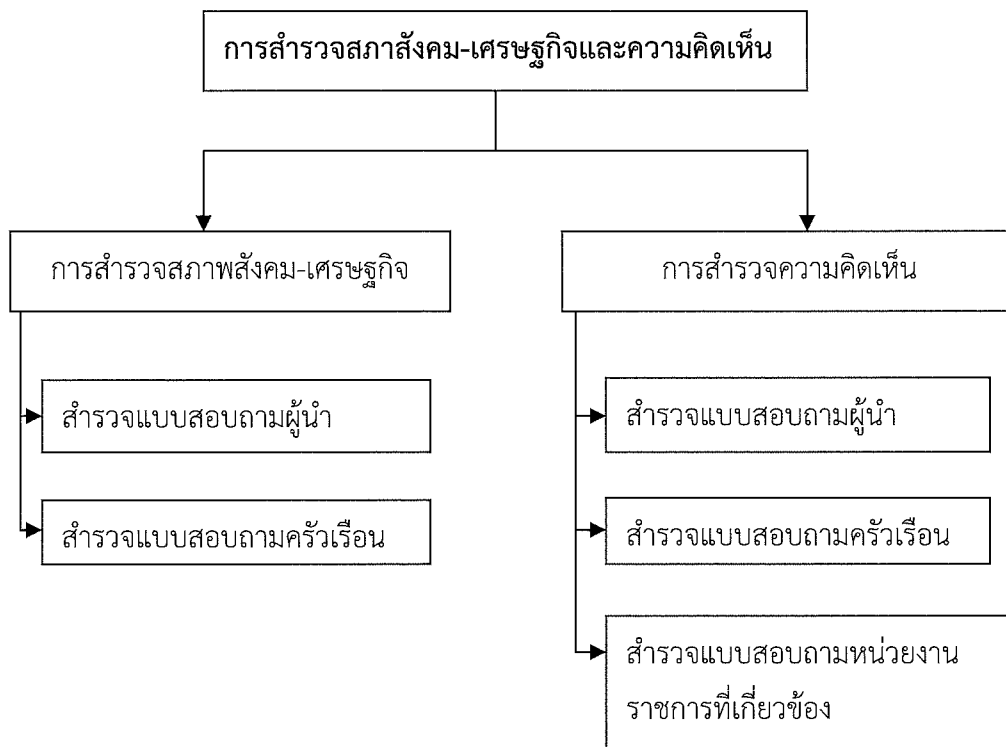 การสำรวจสภาสังคม-เศรษฐกิจและความคิดเห็น
การสำรวจสภาพสังคม-เศรษฐกิจ
สำรวจแบบสอบถามผู้นำ
สำรวจแบบสอบถามครัวเรือน
การสำรวจความคิดเห็น
สำรวจแบบสอบถามผู้นำ
สำรวจแบบสอบถามครัวเรือน
สำรวจแบบสอบถามหน่วยงาน
ราชการที่เกี่ยวข้อง